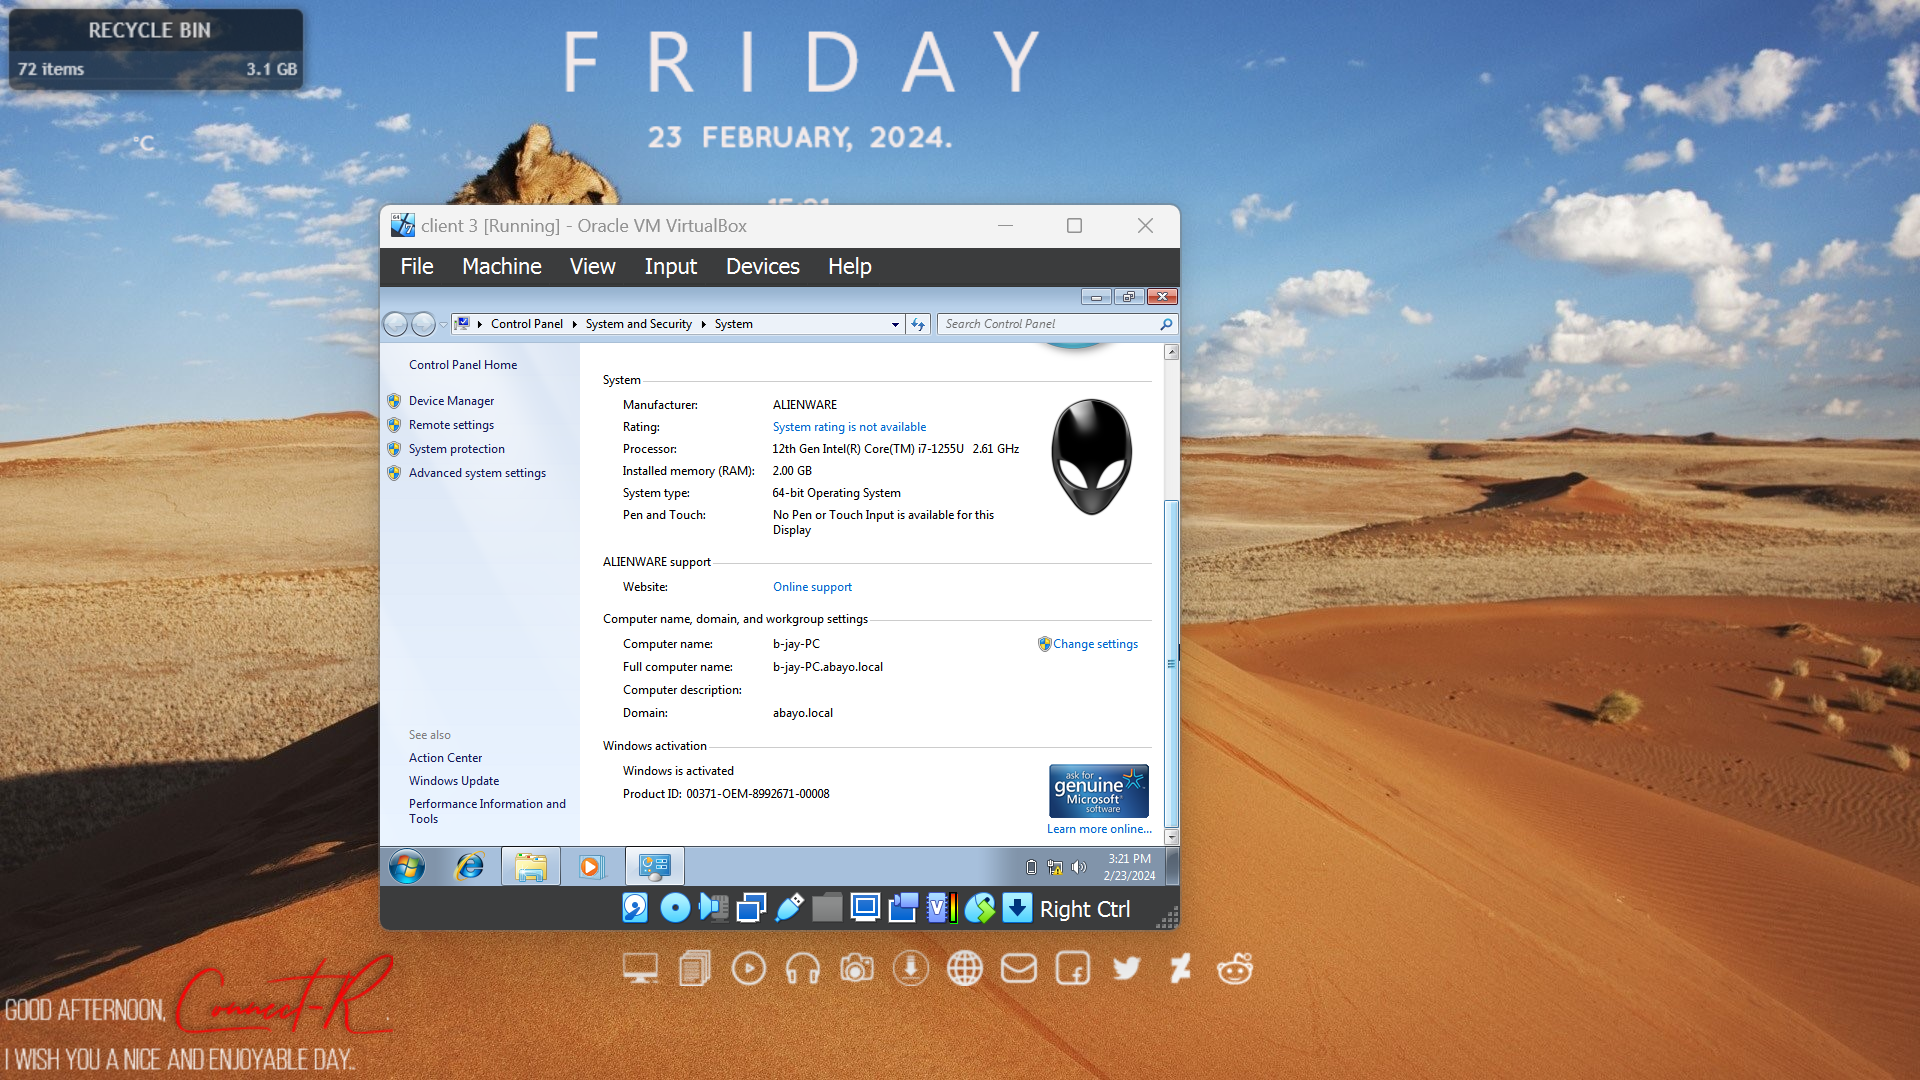 RECYCLE BIN
72 items 3.1 GB
°C
FRIDAY
23 FEBRUARY, 2024.
client 3 [Running] - Oracle VM VirtualBox
File Machine View Input Devices Help
Control Panel System and Security System
Search Control Panel
Control Panel Home
Device Manager
Remote settings
System protection
Advanced system settings
See also
Action Center
Windows Update
Performance Information and
Tools
System
Manufacturer: ALIENWARE
Rating: System rating is not available
Processor: 12th Gen Intel(R) Core(TM) i7-1255U 2.61 GHz
Installed memory (RAM): 2.00 GB
System type: 64-bit Operating System
Pen and Touch: No Pen or Touch Input is available for this
Display
ALIENWARE support
Website: Online support
Computer name, domain, and workgroup settings
Computer name: b-jay-PC
Change settings
Full computer name: b-jay-PC.abayo.local
Computer description:
Domain: abayo.local
Windows activation
Windows is activated
Product ID: 00371-OEM-8992671-00008
ask for
genuine
Microsoft
software
Learn more online...
3:21 PM
2/23/2024
Right Ctrl
GOOD AFTERNOON, Connect-R.
I WISH YOU A NICE AND ENJOYABLE DAY..